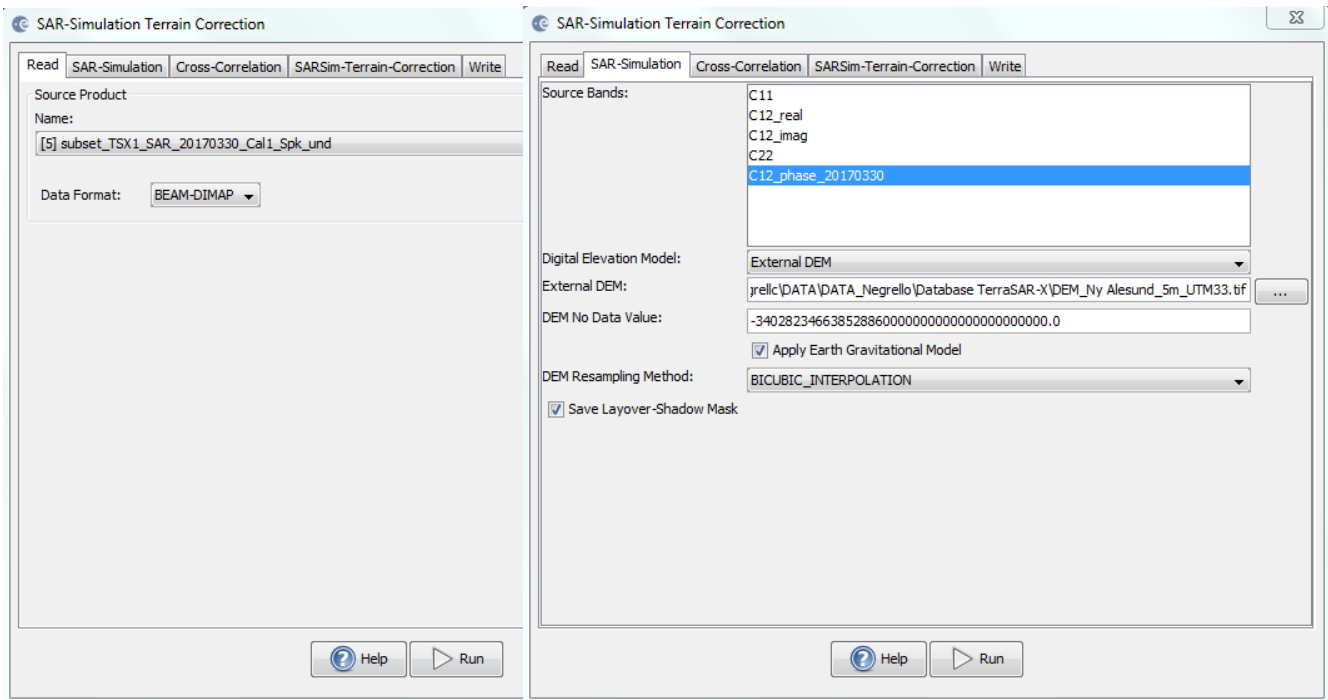 SAR-Simulation Terrain Correction
Read SAR-Simulation Cross-Correlation SARSim-Terrain-Correction Write
Source Product
Name:
[5] subset_TSX1_SAR_20170330_Cal1_Spk_und
Data Format: BEAM-DIMAP
Help Run
SAR-Simulation Terrain Correction
Read SAR-Simulation Cross-Correlation SARSim-Terrain-Correction Write
Source Bands: C11
C12_real
C12_imag
C22
C12_phase_20170330
Digital Elevation Model: External DEM
External DEM: grellc\DATA\DATA_Negrello\Database TerraSAR-X\DEM_Ny Alesund_5m_UTM33.tif ...
DEM No Data Value: -340282346638528860000000000000000000000.0
Apply Earth Gravitational Model
DEM Resampling Method: BICUBIC_INTERPOLATION
Save Layover-Shadow Mask
Help Run